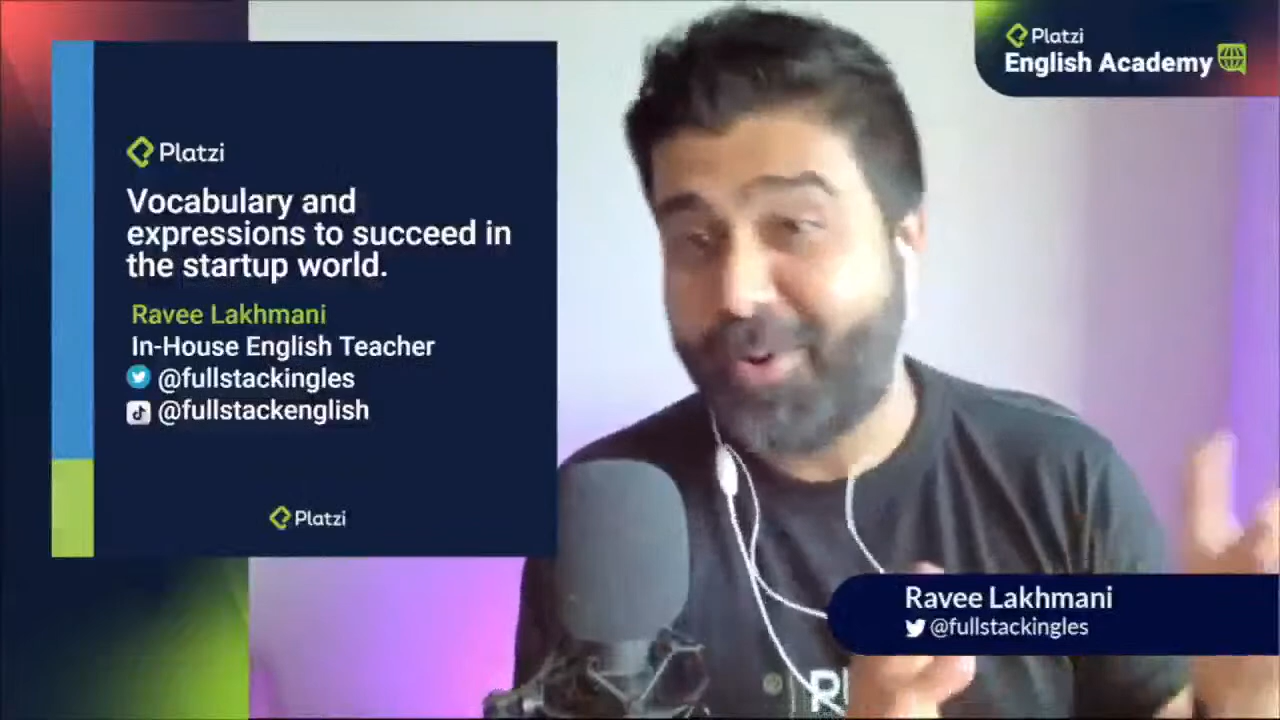 Platzi
Vocabulary and
expressions to succeed in
the startup world.
Ravee Lakhmani
In-House English Teacher
@fullstackingles
@fullstackenglish
Platzi
Platzi
English Academy
Ravee Lakhmani
@fullstackingles